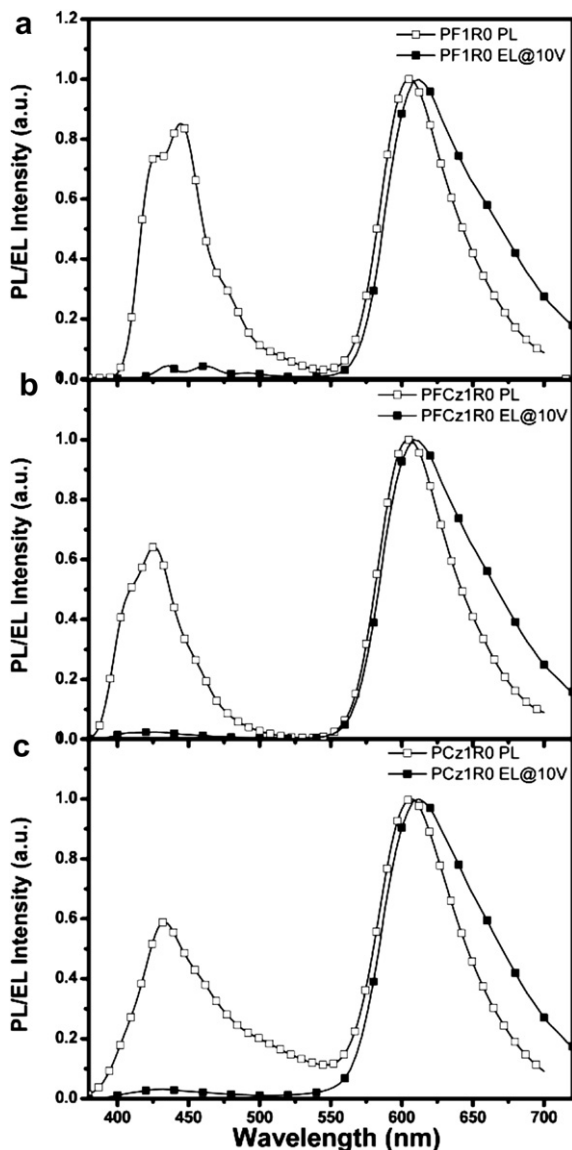 a
1.2
PF1R0 PL
PF1R0 EL@10V
1.0
0.8
0.6
0.4
0.2
0.0
PL/EL Intensity (a.u.)
b
PFCz1R0 PL
PFCz1R0 EL@10V
1.0
0.8
0.6
0.4
0.2
0.0
PL/EL Intensity (a.u.)
c
PCz1R0 PL
PCz1R0 EL@10V
1.0
0.8
0.6
0.4
0.2
0.0
PL/EL Intensity (a.u.)
400 450 500 550 600 650 700
Wavelength (nm)